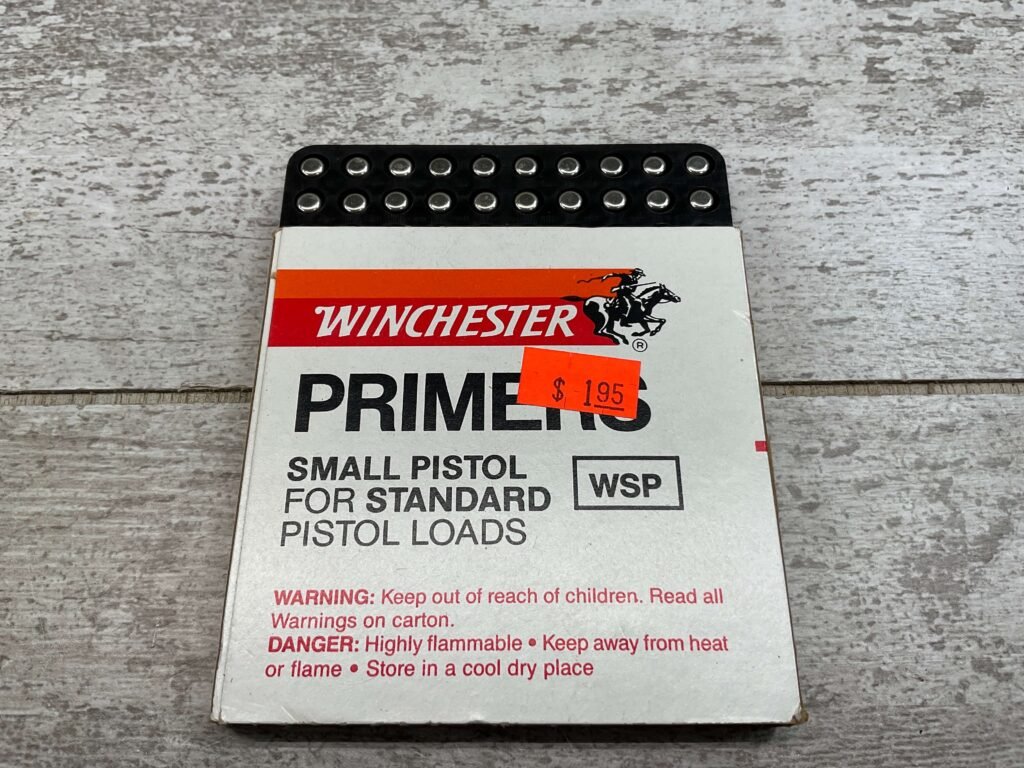 WINCHESTER
®
PRIMERS
$ 1.95
SMALL PISTOL
FOR STANDARD
PISTOL LOADS
WSP
WARNING: Keep out of reach of children. Read all
Warnings on carton.
DANGER: Highly flammable • Keep away from heat
or flame • Store in a cool dry place